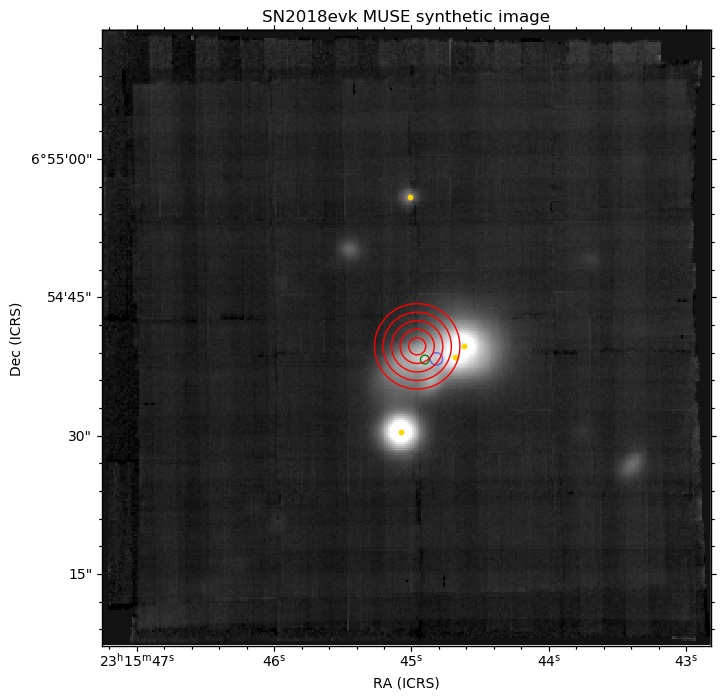 SN2018evk MUSE synthetic image
6°55'00"
54'45"
30"
15"
Dec (ICRS)
23ʰ15ᵐ47ˢ 46ˢ 45ˢ 44ˢ 43ˢ
RA (ICRS)